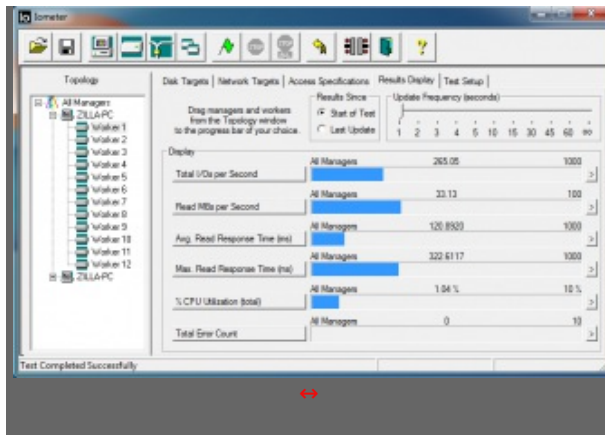 Iometer
Topology
All Managers
ZILLA-PC
Worker 1
Worker 2
Worker 3
Worker 4
Worker 5
Worker 6
Worker 7
Worker 8
Worker 9
Worker 10
Worker 11
Worker 12
ZILLA-PC
Disk Targets Network Targets Access Specifications Results Display Test Setup
Drag managers and workers
from the Topology window
to the progress bar of your choice.
Results Since
Start of Test
Last Update
Update Frequency (seconds)
1 2 3 4 5 10 15 30 45 60 oo
Display
All Managers 265.05 1000
Total I/Os per Second >
All Managers 33.13 100
Read MBs per Second >
All Managers 120.8920 1000
Avg. Read Response Time (ms) >
All Managers 322.6117 1000
Max. Read Response Time (ms) >
All Managers 1.04 % 10 %
% CPU Utilization (total) >
All Managers 0 10
Total Error Count >
Test Completed Successfully